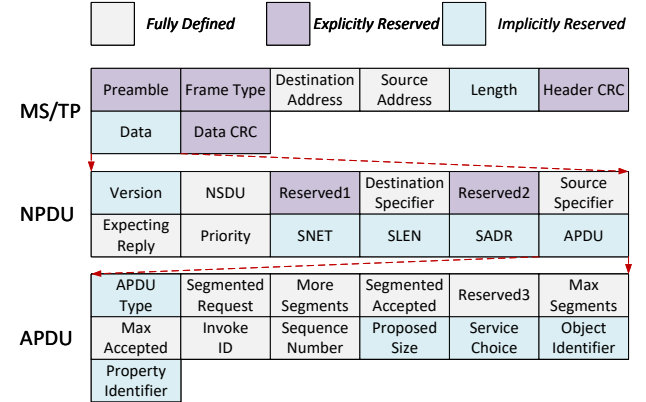 Fully Defined Explicitly Reserved Implicitly Reserved
MS/TP
Preamble Frame Type Destination Address Source Address Length Header CRC
Data Data CRC
NPDU
Version NSDU Reserved1 Destination Specifier Reserved2 Source Specifier
Expecting Reply Priority SNET SLEN SADR APDU
APDU
APDU Type Segmented Request More Segments Segmented Accepted Reserved3 Max Segments
Max Accepted Invoke ID Sequence Number Proposed Size Service Choice Object Identifier
Property Identifier